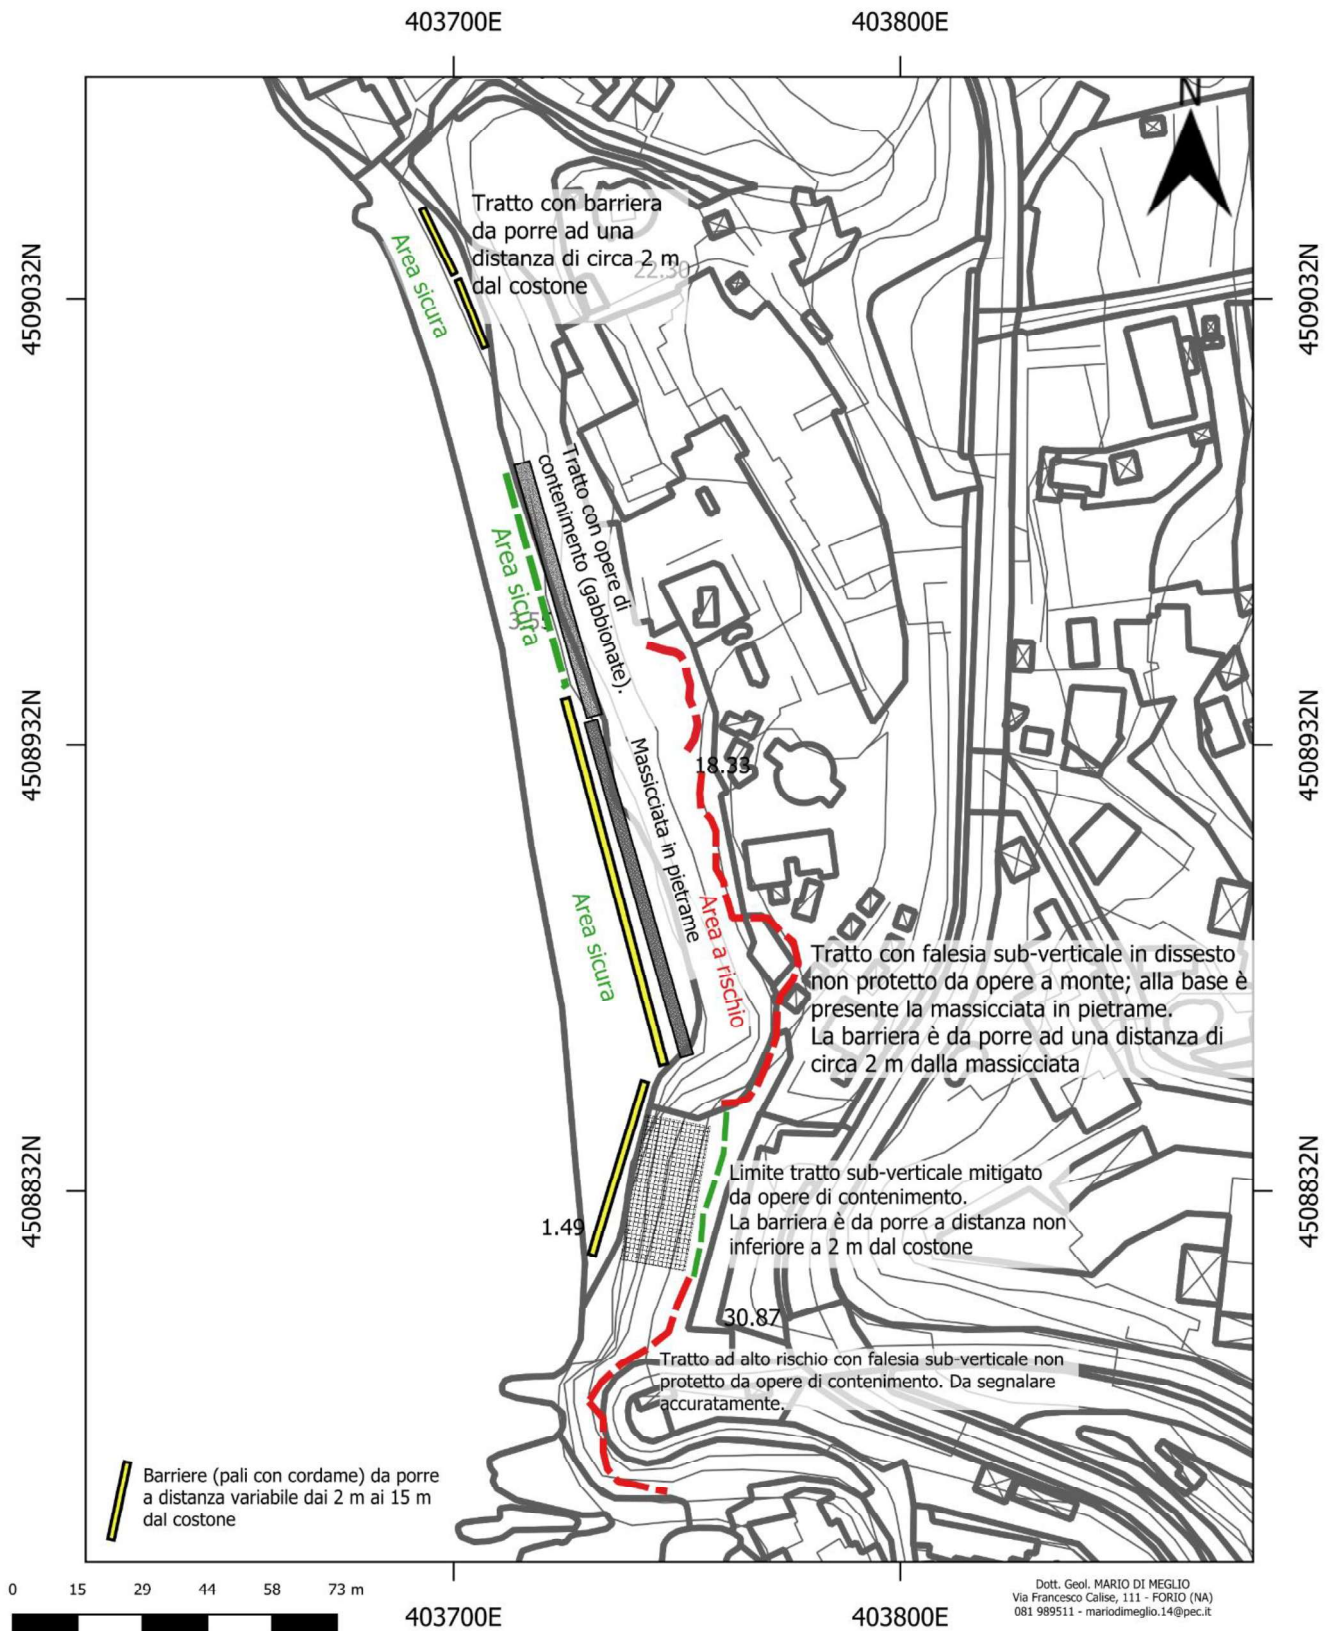 403700E
403800E
N
Tratto con barriera
da porre ad una
distanza di circa 2 m
dal costone
22.30
Area sicura
4509032N
4509032N
Tratto con opere di
contenimento (gabbionate).
Area sicura
3.55
4508932N
4508932N
18.33
Massicciata in pietrame
Area a rischio
Area sicura
Tratto con falesia sub-verticale in dissesto
non protetto da opere a monte; alla base è
presente la massicciata in pietrame.
La barriera è da porre ad una distanza di
circa 2 m dalla massicciata
4508832N
4508832N
Limite tratto sub-verticale mitigato
da opere di contenimento.
La barriera è da porre a distanza non
inferiore a 2 m dal costone
1.49
30.87
Tratto ad alto rischio con falesia sub-verticale non
protetto da opere di contenimento. Da segnalare
accuratamente.
Barriere (pali con cordame) da porre
a distanza variabile dai 2 m ai 15 m
dal costone
0 15 29 44 58 73 m
403700E
403800E
Dott. Geol. MARIO DI MEGLIO
Via Francesco Calise, 111 - FORIO (NA)
081 989511 - mariodimeglio.14@pec.it